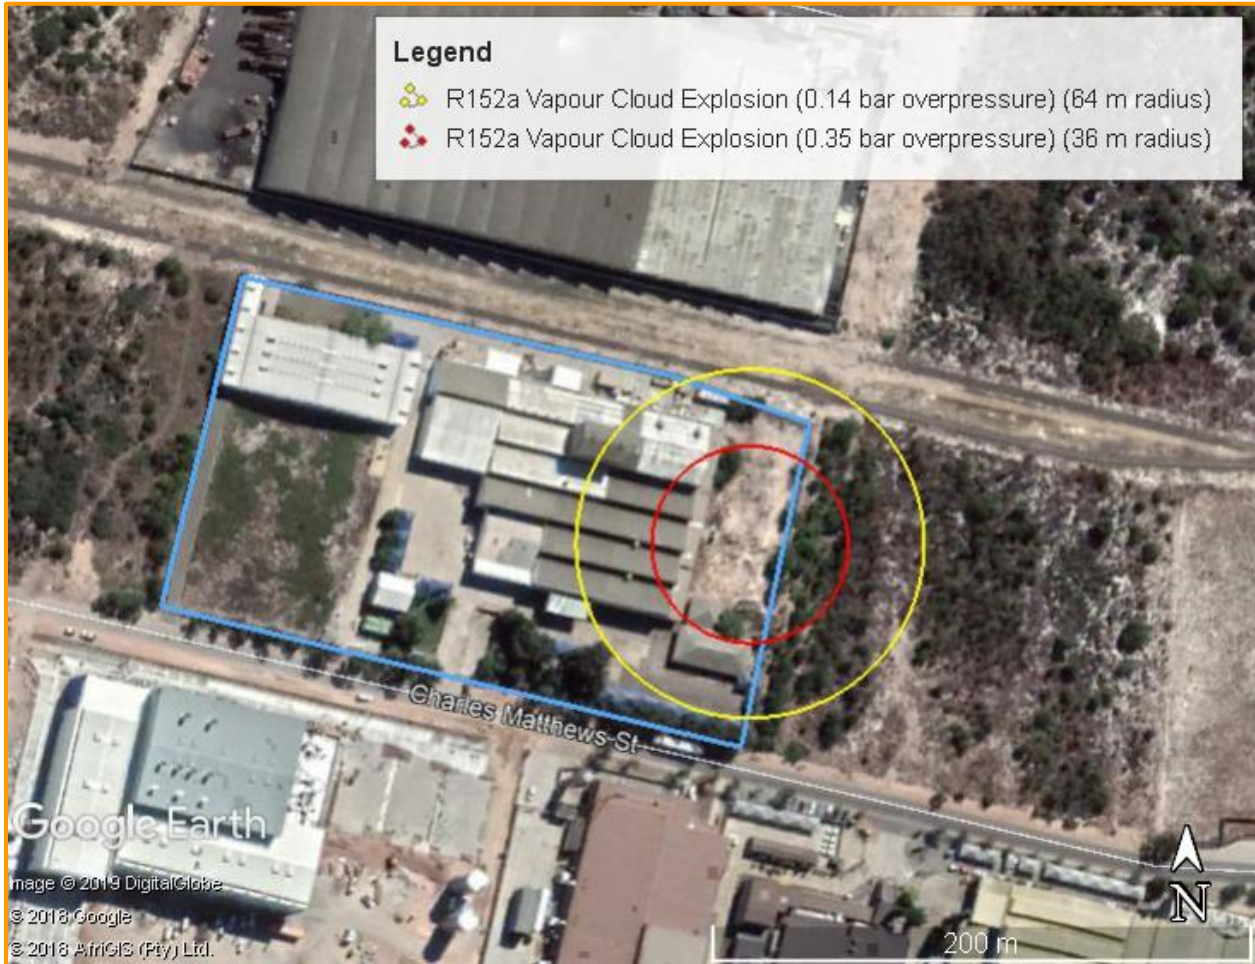 Legend
R152a Vapour Cloud Explosion (0.14 bar overpressure) (64 m radius)
R152a Vapour Cloud Explosion (0.35 bar overpressure) (36 m radius)
Charles Matthews St
Google Earth
mage © 2019 DigitalGlobe
© 2018 Google
© 2018 AfriGIS (Pty) Ltd.
N
200 m